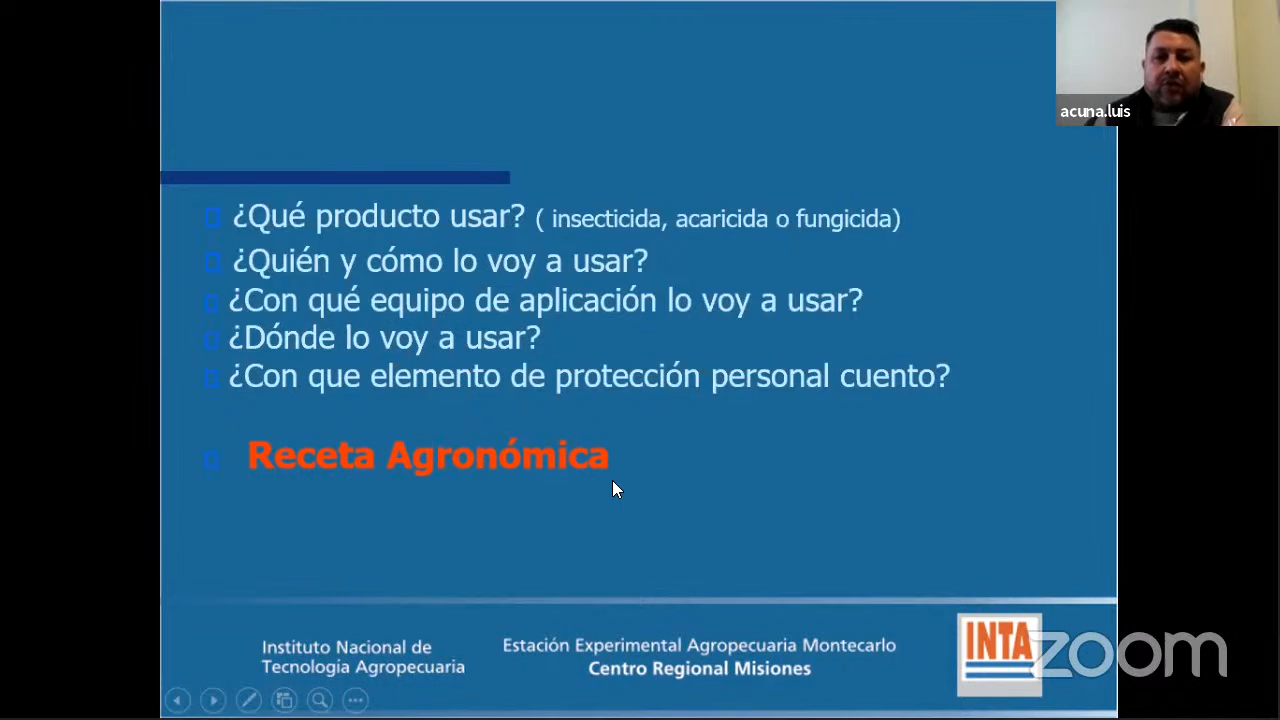 acuna.luis
¿Qué producto usar? ( insecticida, acaricida o fungicida)
¿Quién y cómo lo voy a usar?
¿Con qué equipo de aplicación lo voy a usar?
¿Dónde lo voy a usar?
¿Con que elemento de protección personal cuento?
Receta Agronómica
Instituto Nacional de
Tecnología Agropecuaria
Estación Experimental Agropecuaria Montecarlo
Centro Regional Misiones
INTA
zoom